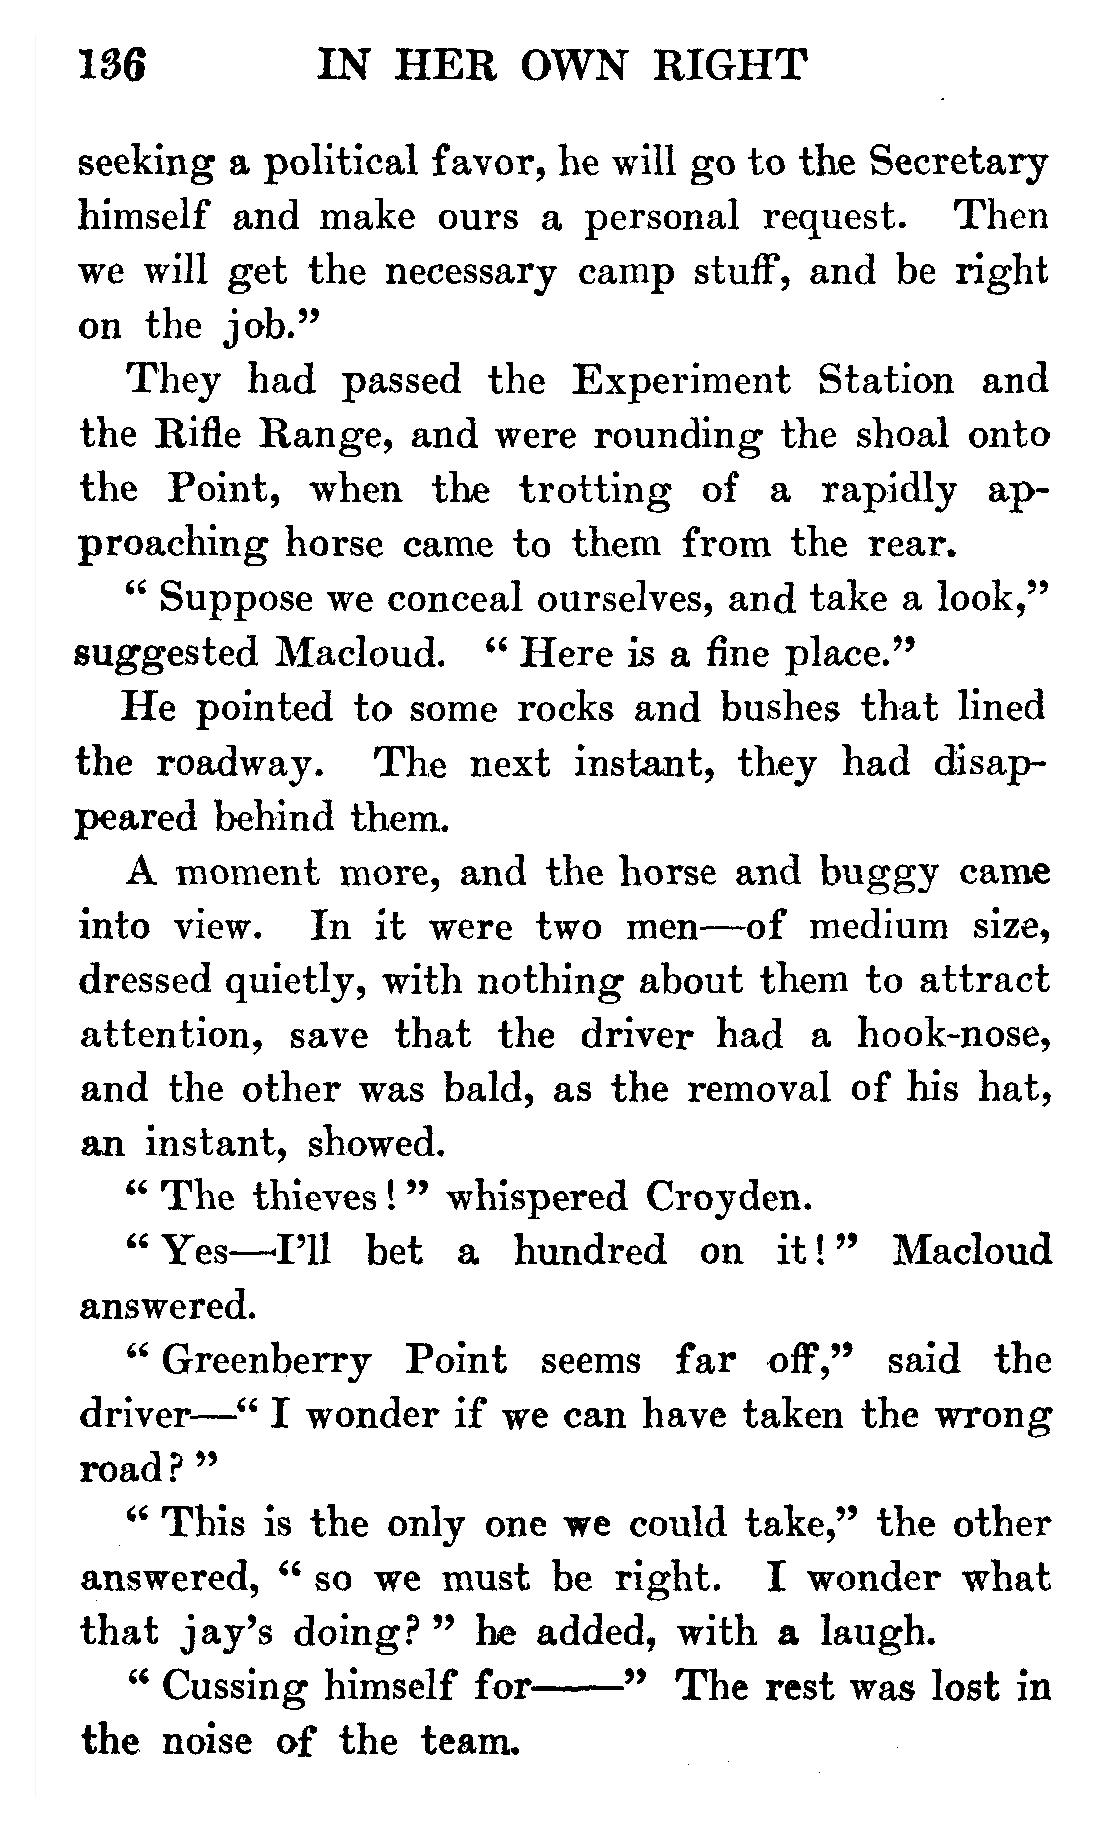 136 IN HER OWN RIGHT
seeking a political favor, he will go to the Secretary
himself and make ours a personal request. Then
we will get the necessary camp stuff, and be right
on the job.”
They had passed the Experiment Station and
the Rifle Range, and were rounding the shoal onto
the Point, when the trotting of a rapidly ap-
proaching horse came to them from the rear.
“ Suppose we conceal ourselves, and take a look,”
suggested Macloud. “ Here is a fine place.”
He pointed to some rocks and bushes that lined
the roadway. The next instant, they had disap-
peared behind them.
A moment more, and the horse and buggy came
into view. In it were two men—of medium size,
dressed quietly, with nothing about them to attract
attention, save that the driver had a hook-nose,
and the other was bald, as the removal of his hat,
an instant, showed.
“ The thieves! ” whispered Croyden.
“ Yes—I’ll bet a hundred on it! ” Macloud
answered.
“ Greenberry Point seems far off,” said the
driver—“ I wonder if we can have taken the wrong
road? ”
“ This is the only one we could take,” the other
answered, “ so we must be right. I wonder what
that jay’s doing? ” he added, with a laugh.
“ Cussing himself for——” The rest was lost in
the noise of the team.